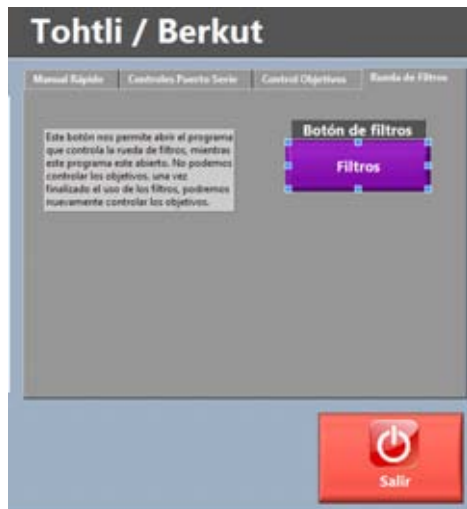 Tohtli / Berkut
Manual Rápido Controles Puerto Serie Control Objetivos Rueda de Filtros
Este botón nos permite abrir el programa
que controla la rueda de filtros, mientras
este programa este abierto. No podemos
controlar los objetivos, una vez
finalizado el uso de los filtros, podremos
nuevamente controlar los objetivos.
Botón de filtros
Filtros
Salir